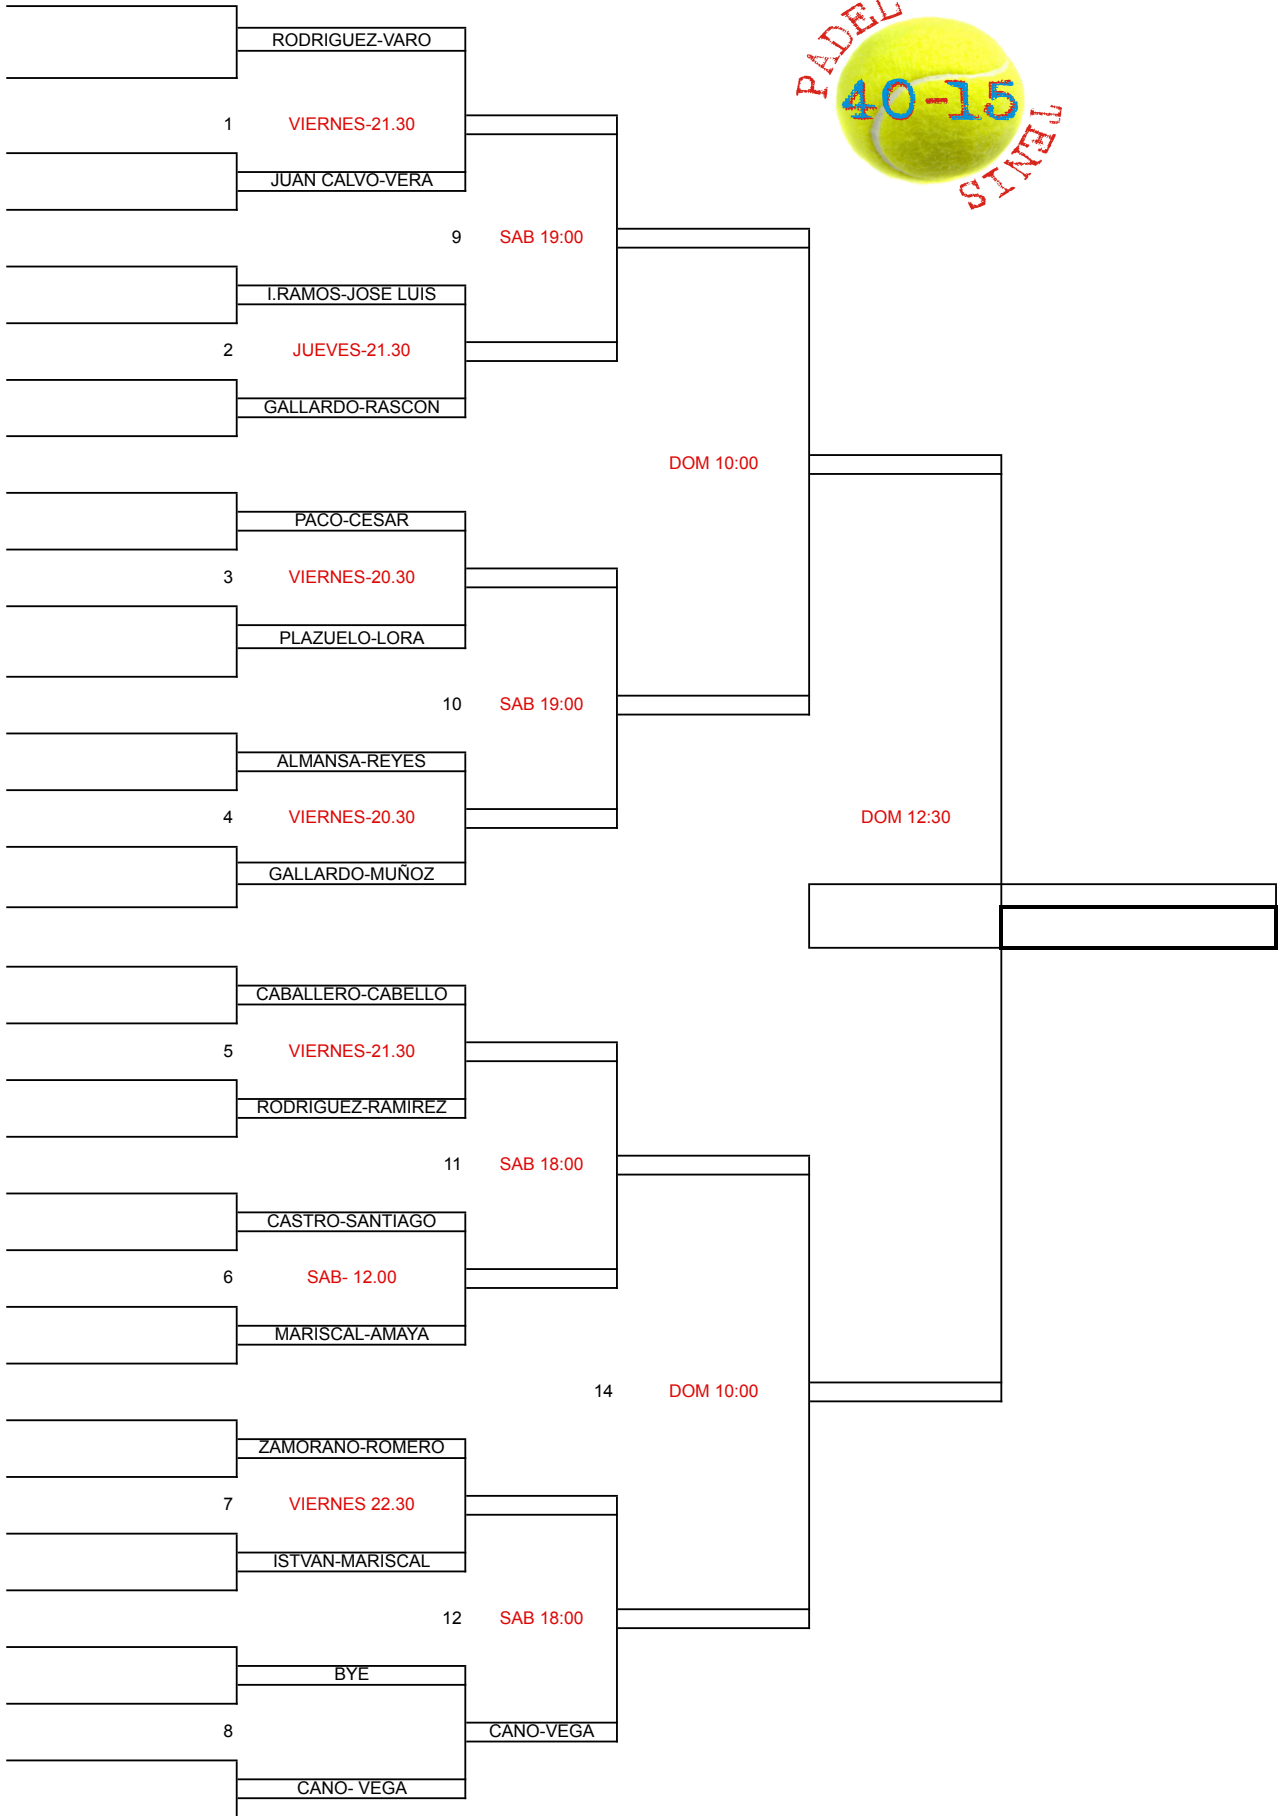 PADEL
40-15
TENIS
RODRIGUEZ-VARO
1 VIERNES-21.30
JUAN CALVO-VERA
9 SAB 19:00
I.RAMOS-JOSE LUIS
2 JUEVES-21.30
GALLARDO-RASCON
DOM 10:00
PACO-CESAR
3 VIERNES-20.30
PLAZUELO-LORA
10 SAB 19:00
ALMANSA-REYES
4 VIERNES-20.30
DOM 12:30
GALLARDO-MUÑOZ
CABALLERO-CABELLO
5 VIERNES-21.30
RODRIGUEZ-RAMIREZ
11 SAB 18:00
CASTRO-SANTIAGO
6 SAB- 12.00
MARISCAL-AMAYA
14 DOM 10:00
ZAMORANO-ROMERO
7 VIERNES 22.30
ISTVAN-MARISCAL
12 SAB 18:00
BYE
8 CANO-VEGA
CANO- VEGA